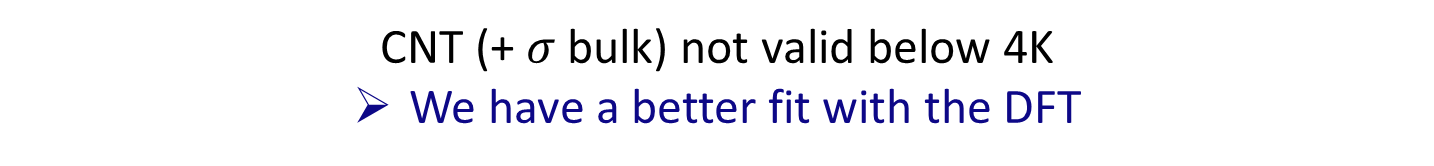 CNT (+ 𝜎 bulk) not valid below 4K
➢ We have a better fit with the DFT